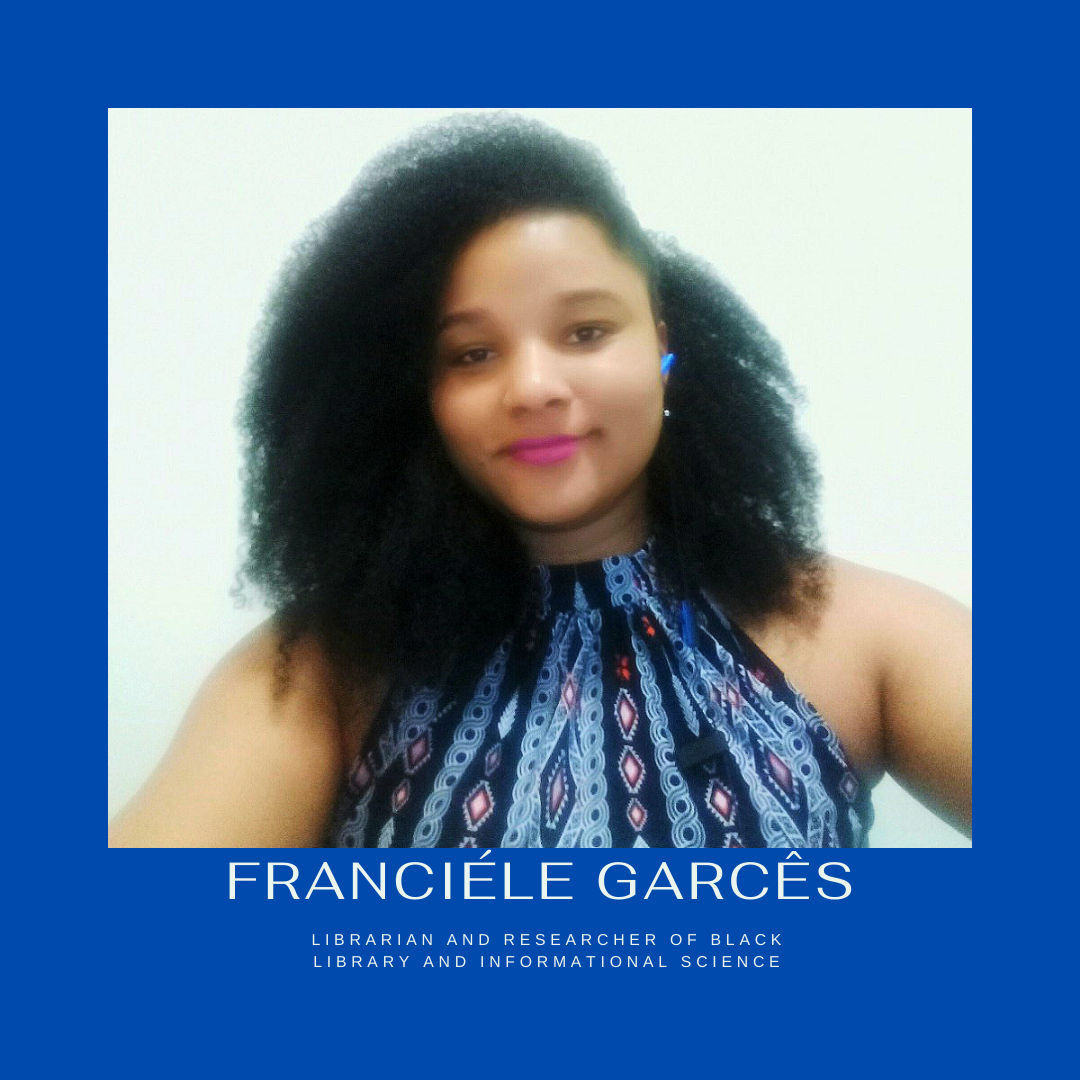 FRANCIÉLE GARCÊS
LIBRARIAN AND RESEARCHER OF BLACK
LIBRARY AND INFORMATIONAL SCIENCE